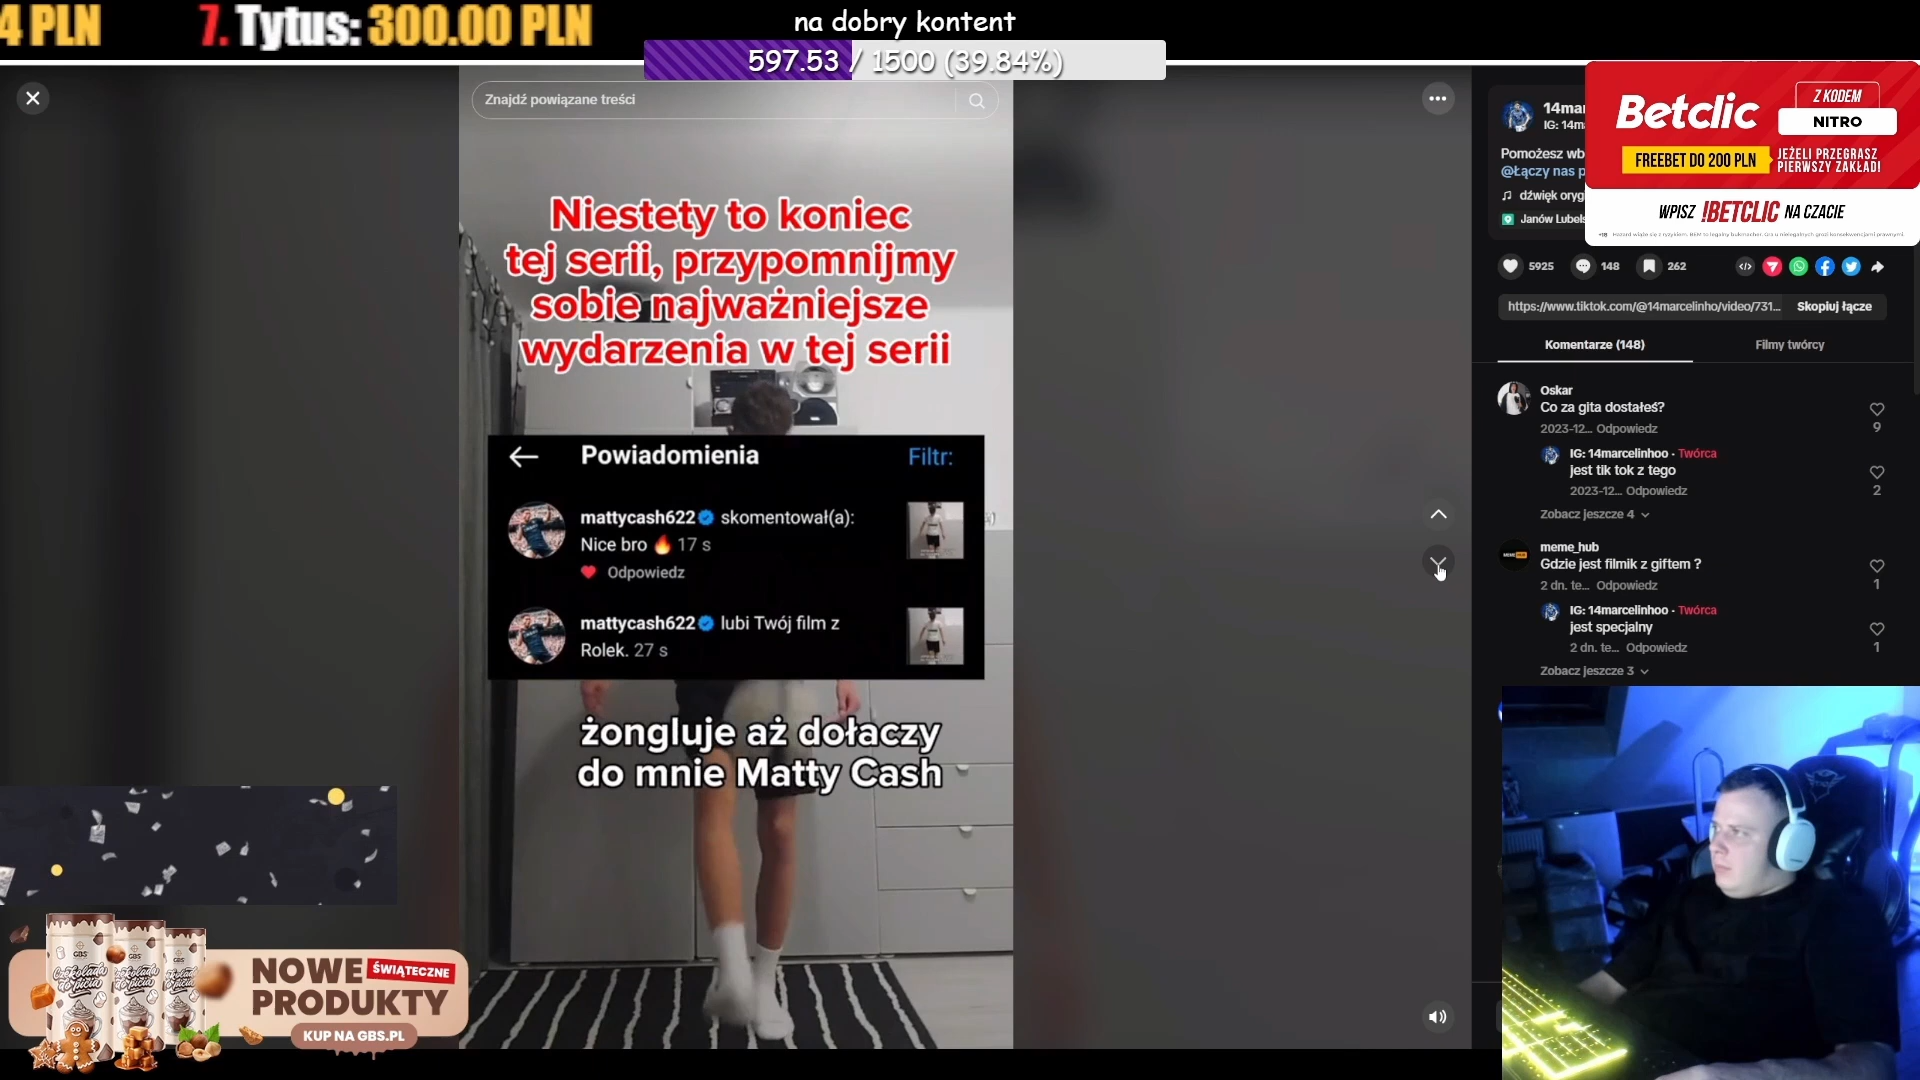 4 PLN
7. Tytus: 300.00 PLN
na dobry kontent
597.53 / 1500 (39.84%)
Znajdź powiązane treści
Niestety to koniec
tej serii, przypomnijmy
sobie najważniejsze
wydarzenia w tej serii
Powiadomienia
Filtr:
mattycash622 skomentował(a):
Nice bro 🔥 17 s
Odpowiedz
mattycash622 lubi Twój film z
Rolek. 27 s
żongluje aż dołaczy
do mnie Matty Cash
GBS
Czekolada
do picia
NOWE ŚWIĄTECZNE
PRODUKTY
KUP NA GBS.PL
14mar
IG: 14m
Pomożesz wb
@Łączy nas p
dźwięk oryg
Janów Lubels
Betclic
Z KODEM
NITRO
FREEBET DO 200 PLN
JEŻELI PRZEGRASZ
PIERWSZY ZAKŁAD!
WPISZ !BETCLIC NA CZACIE
5925
148
262
https://www.tiktok.com/@14marcelinho/video/731...
Skopiuj łącze
Komentarze (148)
Filmy twórcy
Oskar
Co za gita dostałeś?
2023-12... Odpowiedz
9
IG: 14marcelinhoo · Twórca
jest tik tok z tego
2023-12... Odpowiedz
2
Zobacz jeszcze 4
meme_hub
Gdzie jest filmik z giftem ?
2 dn. te... Odpowiedz
1
IG: 14marcelinhoo · Twórca
jest specjalny
2 dn. te... Odpowiedz
1
Zobacz jeszcze 3